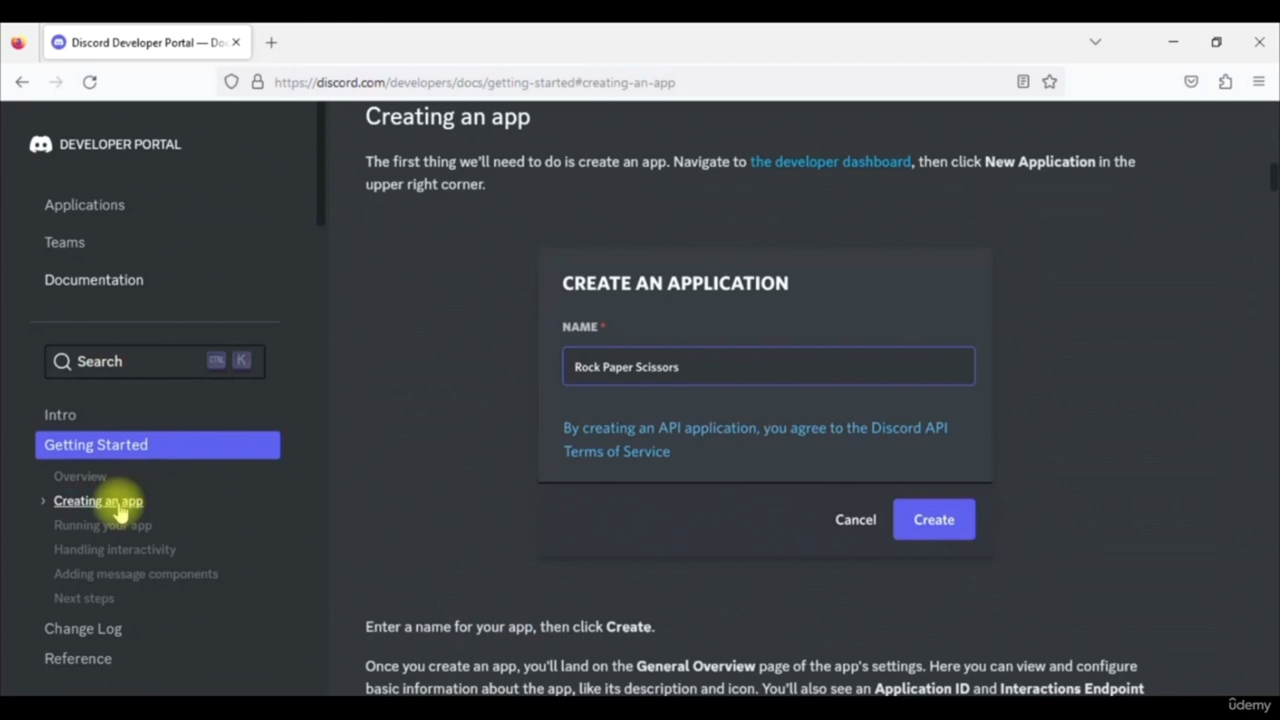 Discord Developer Portal — Do
https://discord.com/developers/docs/getting-started#creating-an-app
DEVELOPER PORTAL
Applications
Teams
Documentation
Search
CTRL
K
Intro
Getting Started
Overview
Creating an app
Running your app
Handling interactivity
Adding message components
Next steps
Change Log
Reference
Creating an app
The first thing we'll need to do is create an app. Navigate to the developer dashboard, then click New Application in the
upper right corner.
CREATE AN APPLICATION
NAME *
Rock Paper Scissors
By creating an API application, you agree to the Discord API
Terms of Service
Cancel
Create
Enter a name for your app, then click Create.
Once you create an app, you'll land on the General Overview page of the app's settings. Here you can view and configure
basic information about the app, like its description and icon. You'll also see an Application ID and Interactions Endpoint
udemy